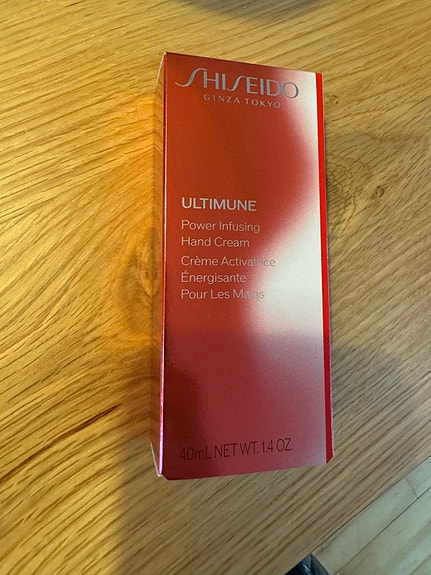 SHISEIDO
GINZA TOKYO
ULTIMUNE
Power Infusing
Hand Cream
Crème Activatrice
Énergisante
Pour Les Mains
40mL NET WT. 1.4 OZ.